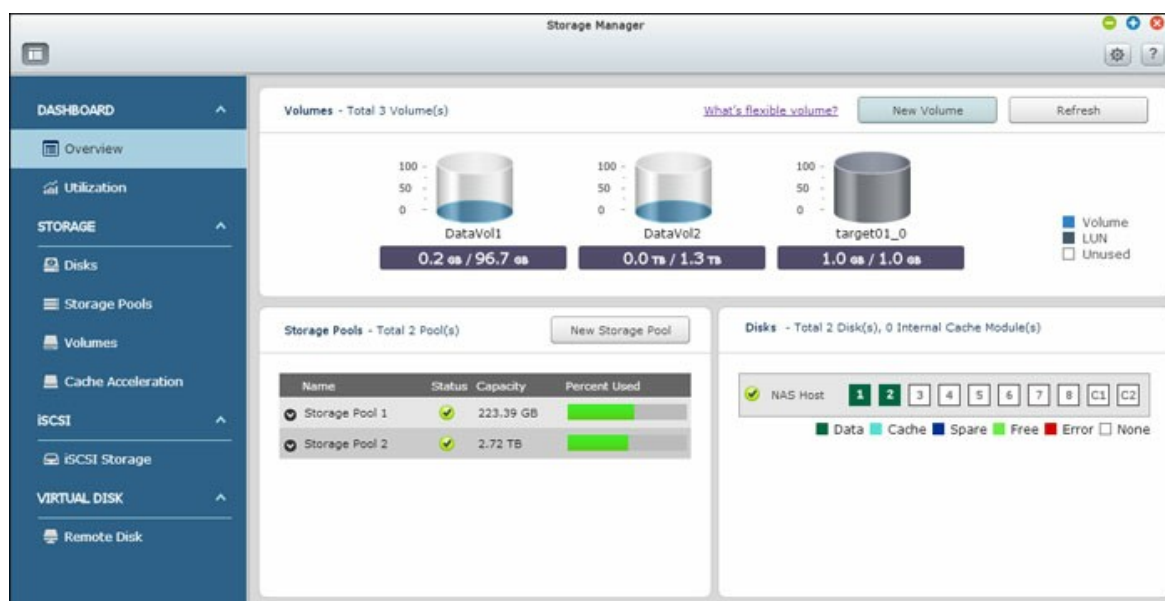 Storage Manager
?
DASHBOARD
Overview
Utilization
STORAGE
Disks
Storage Pools
Volumes
Cache Acceleration
iSCSI
iSCSI Storage
VIRTUAL DISK
Remote Disk
Volumes - Total 3 Volume(s)
What's flexible volume?
New Volume
Refresh
100
50
0
DataVol1
0.2 GB / 96.7 GB
100
50
0
DataVol2
0.0 TB / 1.3 TB
100
50
0
target01_0
1.0 GB / 1.0 GB
Volume
LUN
Unused
Storage Pools - Total 2 Pool(s)
New Storage Pool
Name Status Capacity Percent Used
Storage Pool 1 223.39 GB
Storage Pool 2 2.72 TB
Disks - Total 2 Disk(s), 0 Internal Cache Module(s)
NAS Host 1 2 3 4 5 6 7 8 C1 C2
Data Cache Spare Free Error None